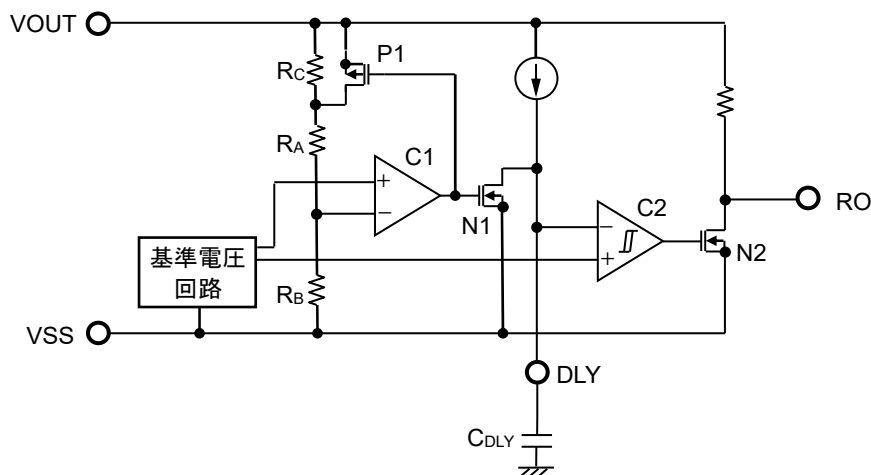 VOUT
P1
RC
RA
C1
+
−
N1
C2
−
+
RO
N2
基準電圧
回路
RB
VSS
DLY
CDLY